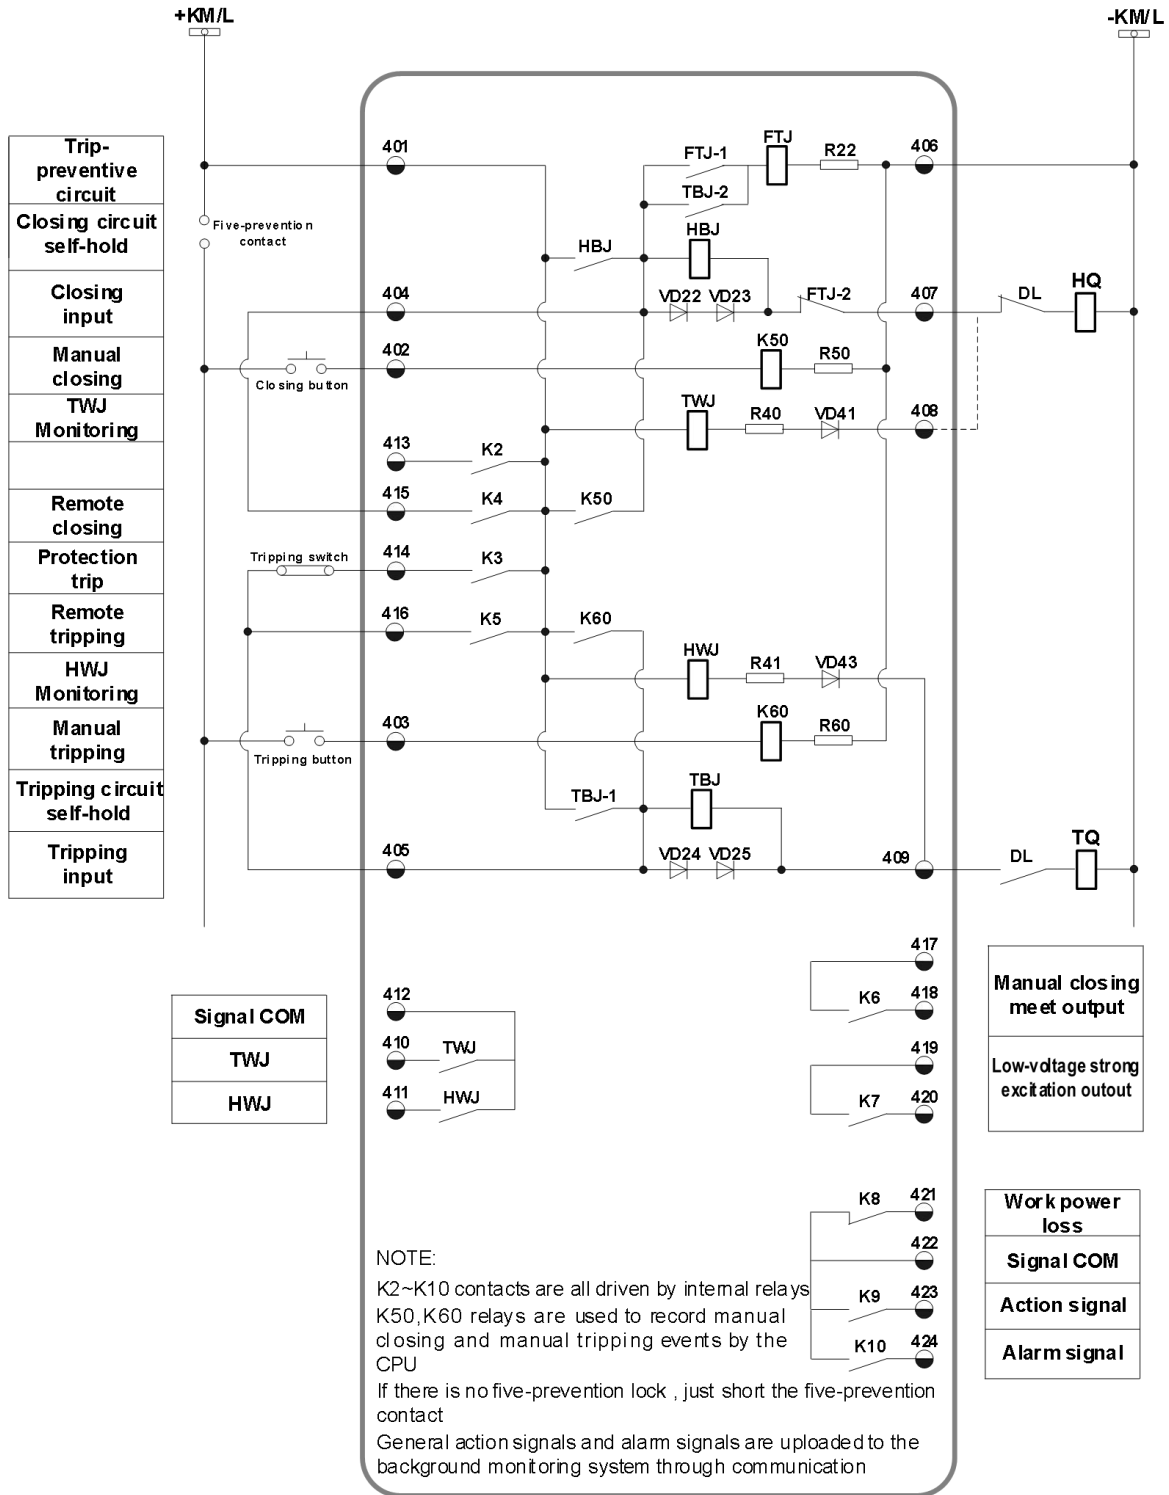 +KM/L
-KM/L
Trip-
preventive
circuit
Closing circuit
self-hold
Closing
input
Manual
closing
TWJ
Monitoring
Remote
closing
Protection
trip
Remote
tripping
HWJ
Monitoring
Manual
tripping
Tripping circuit
self-hold
Tripping
input
Five-prevention
contact
Closing button
Tripping switch
Tripping button
401
404
402
413
415
414
416
403
405
FTJ-1
FTJ
R22
406
TBJ-2
HBJ
HBJ
VD22
VD23
FTJ-2
407
DL
HQ
K50
R50
TWJ
R40
VD41
408
K2
K4
K50
K3
K5
K60
HWJ
R41
VD43
K60
R60
TBJ-1
TBJ
VD24
VD25
409
DL
TQ
Signal COM
TWJ
HWJ
412
410
TWJ
411
HWJ
417
K6
418
419
K7
420
Manual closing
meet output
Low-voltage strong
excitation outout
K8
421
422
K9
423
K10
424
Work power
loss
Signal COM
Action signal
Alarm signal
NOTE:
K2~K10 contacts are all driven by internal relays
K50,K60 relays are used to record manual
closing and manual tripping events by the
CPU
If there is no five-prevention lock , just short the five-prevention
contact
General action signals and alarm signals are uploaded to the
background monitoring system through communication